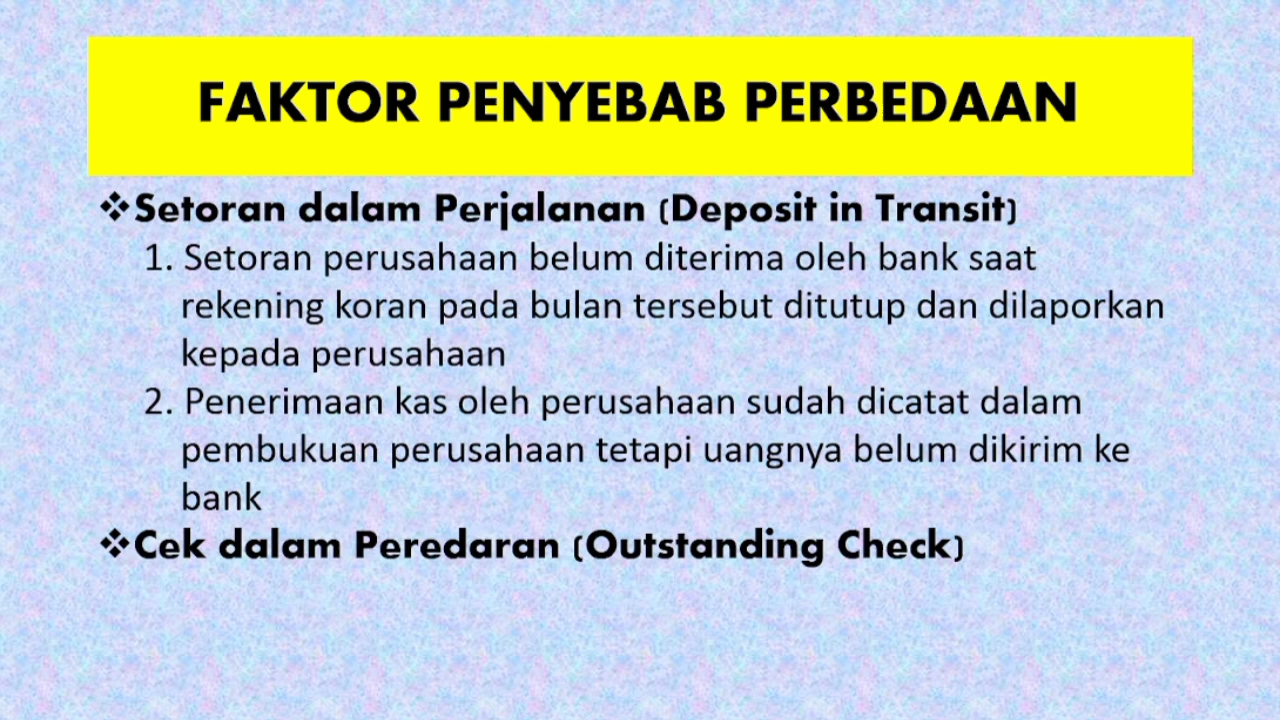 FAKTOR PENYEBAB PERBEDAAN
❖Setoran dalam Perjalanan (Deposit in Transit)
1. Setoran perusahaan belum diterima oleh bank saat
rekening koran pada bulan tersebut ditutup dan dilaporkan
kepada perusahaan
2. Penerimaan kas oleh perusahaan sudah dicatat dalam
pembukuan perusahaan tetapi uangnya belum dikirim ke
bank
❖Cek dalam Peredaran (Outstanding Check)